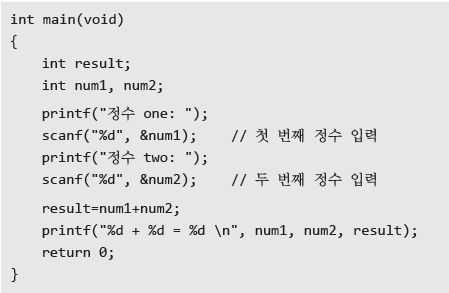 int main(void)
{
    int result;
    int num1, num2;
    printf("정수 one: ");
    scanf("%d", &num1);    // 첫 번째 정수 입력
    printf("정수 two: ");
    scanf("%d", &num2);    // 두 번째 정수 입력
    result=num1+num2;
    printf("%d + %d = %d \n", num1, num2, result);
    return 0;
}